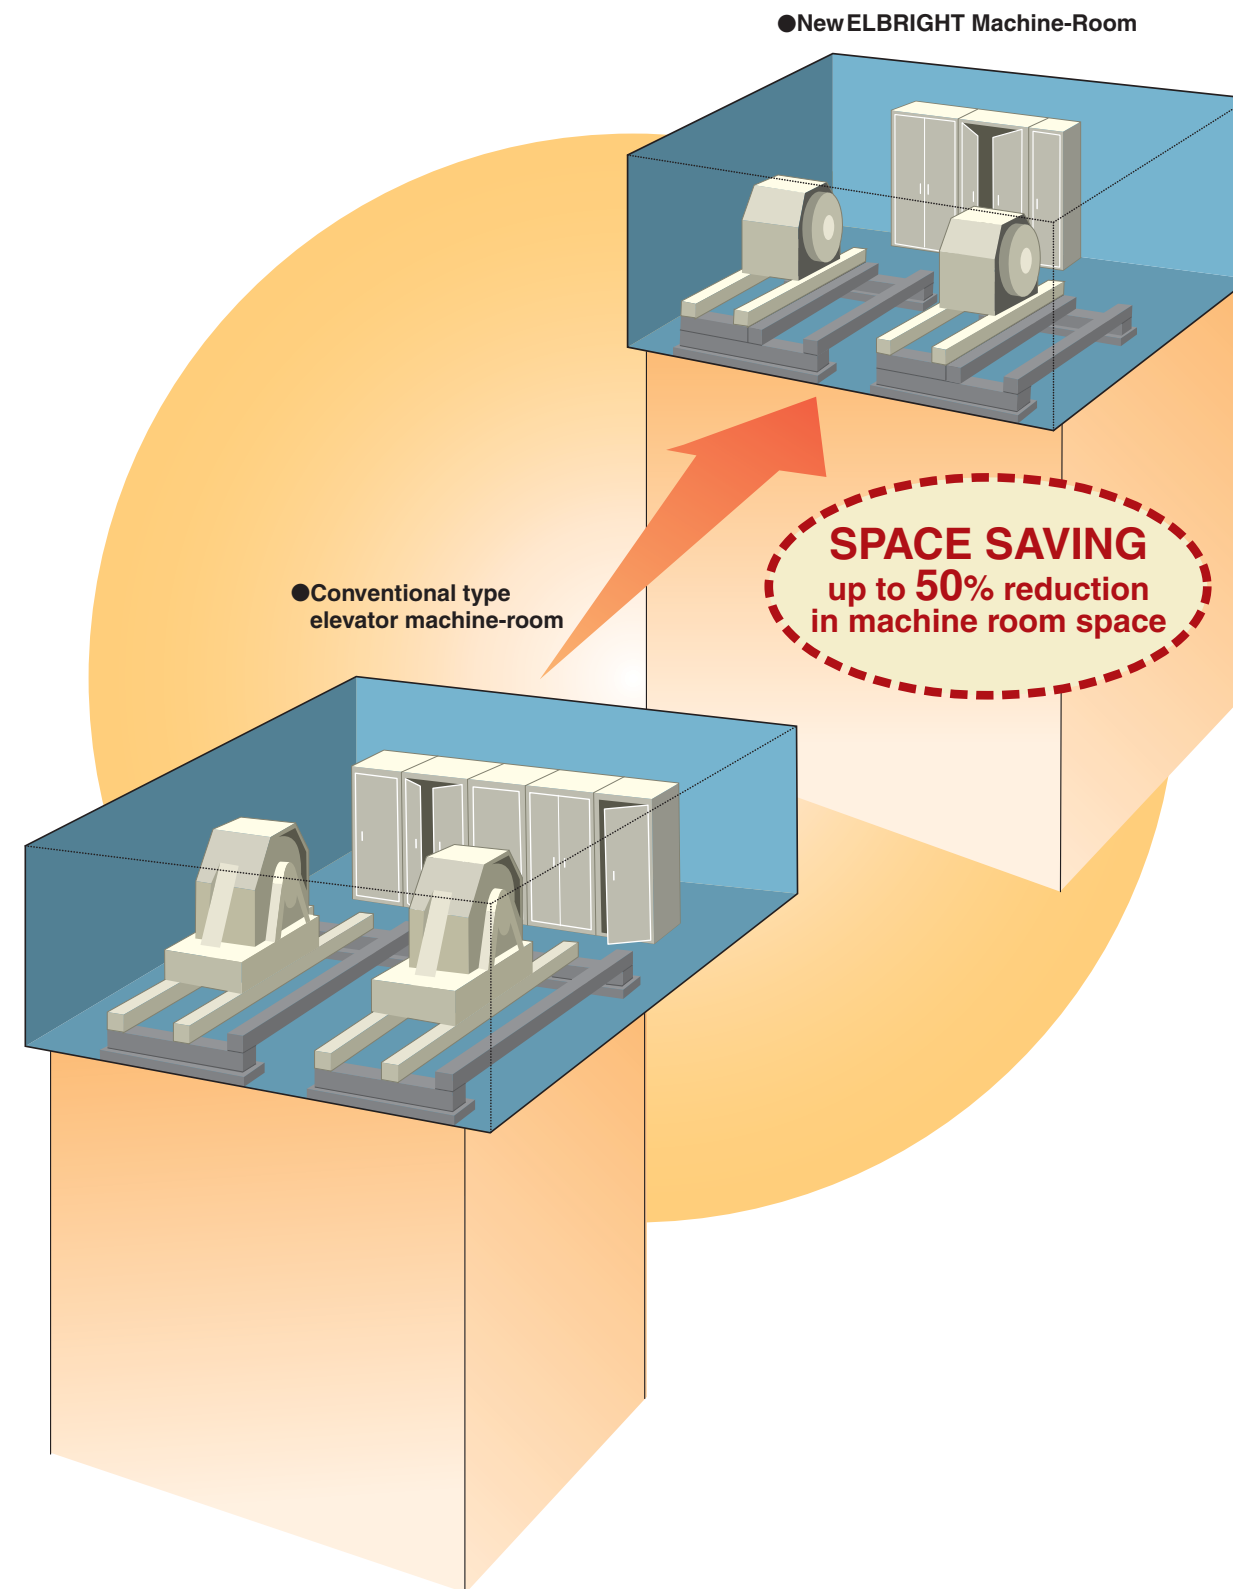 ●New ELBRIGHT Machine-Room
SPACE SAVING
up to 50% reduction
in machine room space
●Conventional type
elevator machine-room